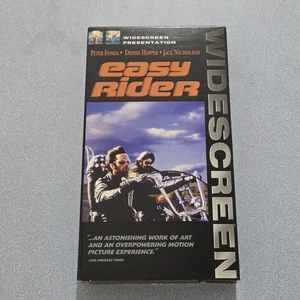 WIDESCREEN
PRESENTATION
PETER FONDA • DENNIS HOPPER • JACK NICHOLSON
easy
Rider
WIDESCREEN
"...AN ASTONISHING WORK OF ART
AND AN OVERPOWERING MOTION
PICTURE EXPERIENCE."
-LOS ANGELES TIMES